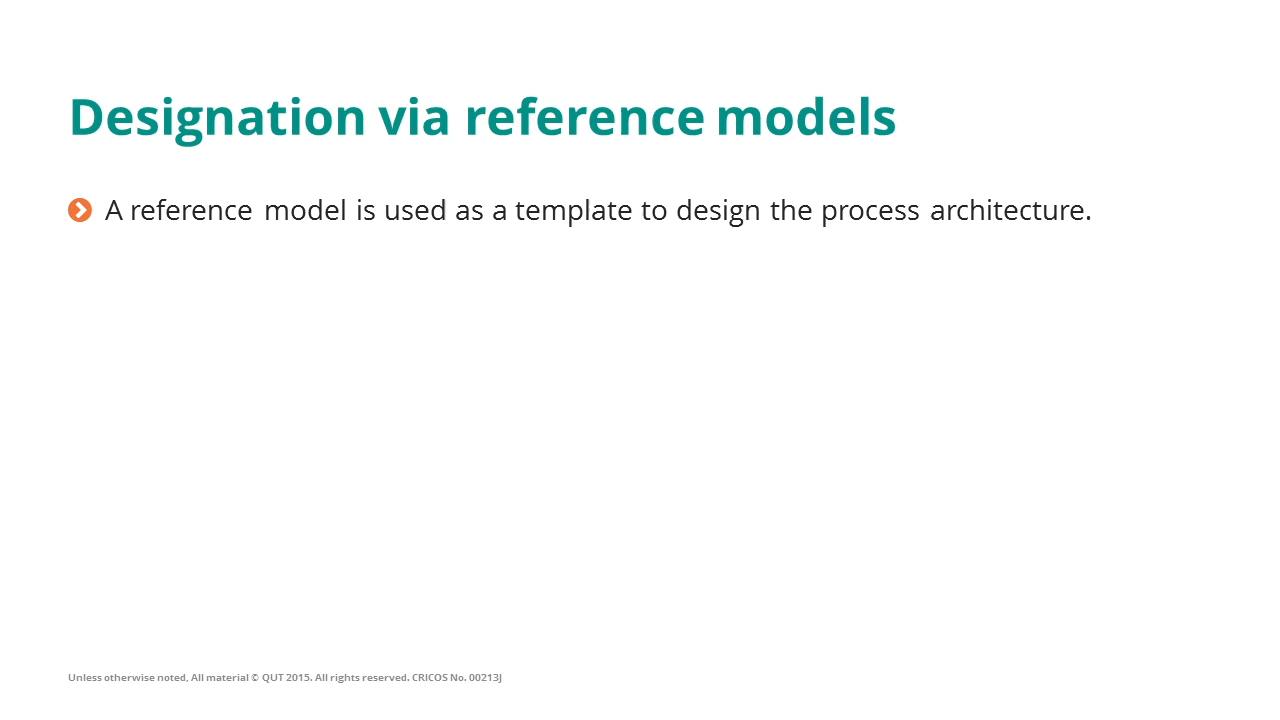 Designation via reference models
A reference model is used as a template to design the process architecture.
Unless otherwise noted, All material © QUT 2015. All rights reserved. CRICOS No. 00213J